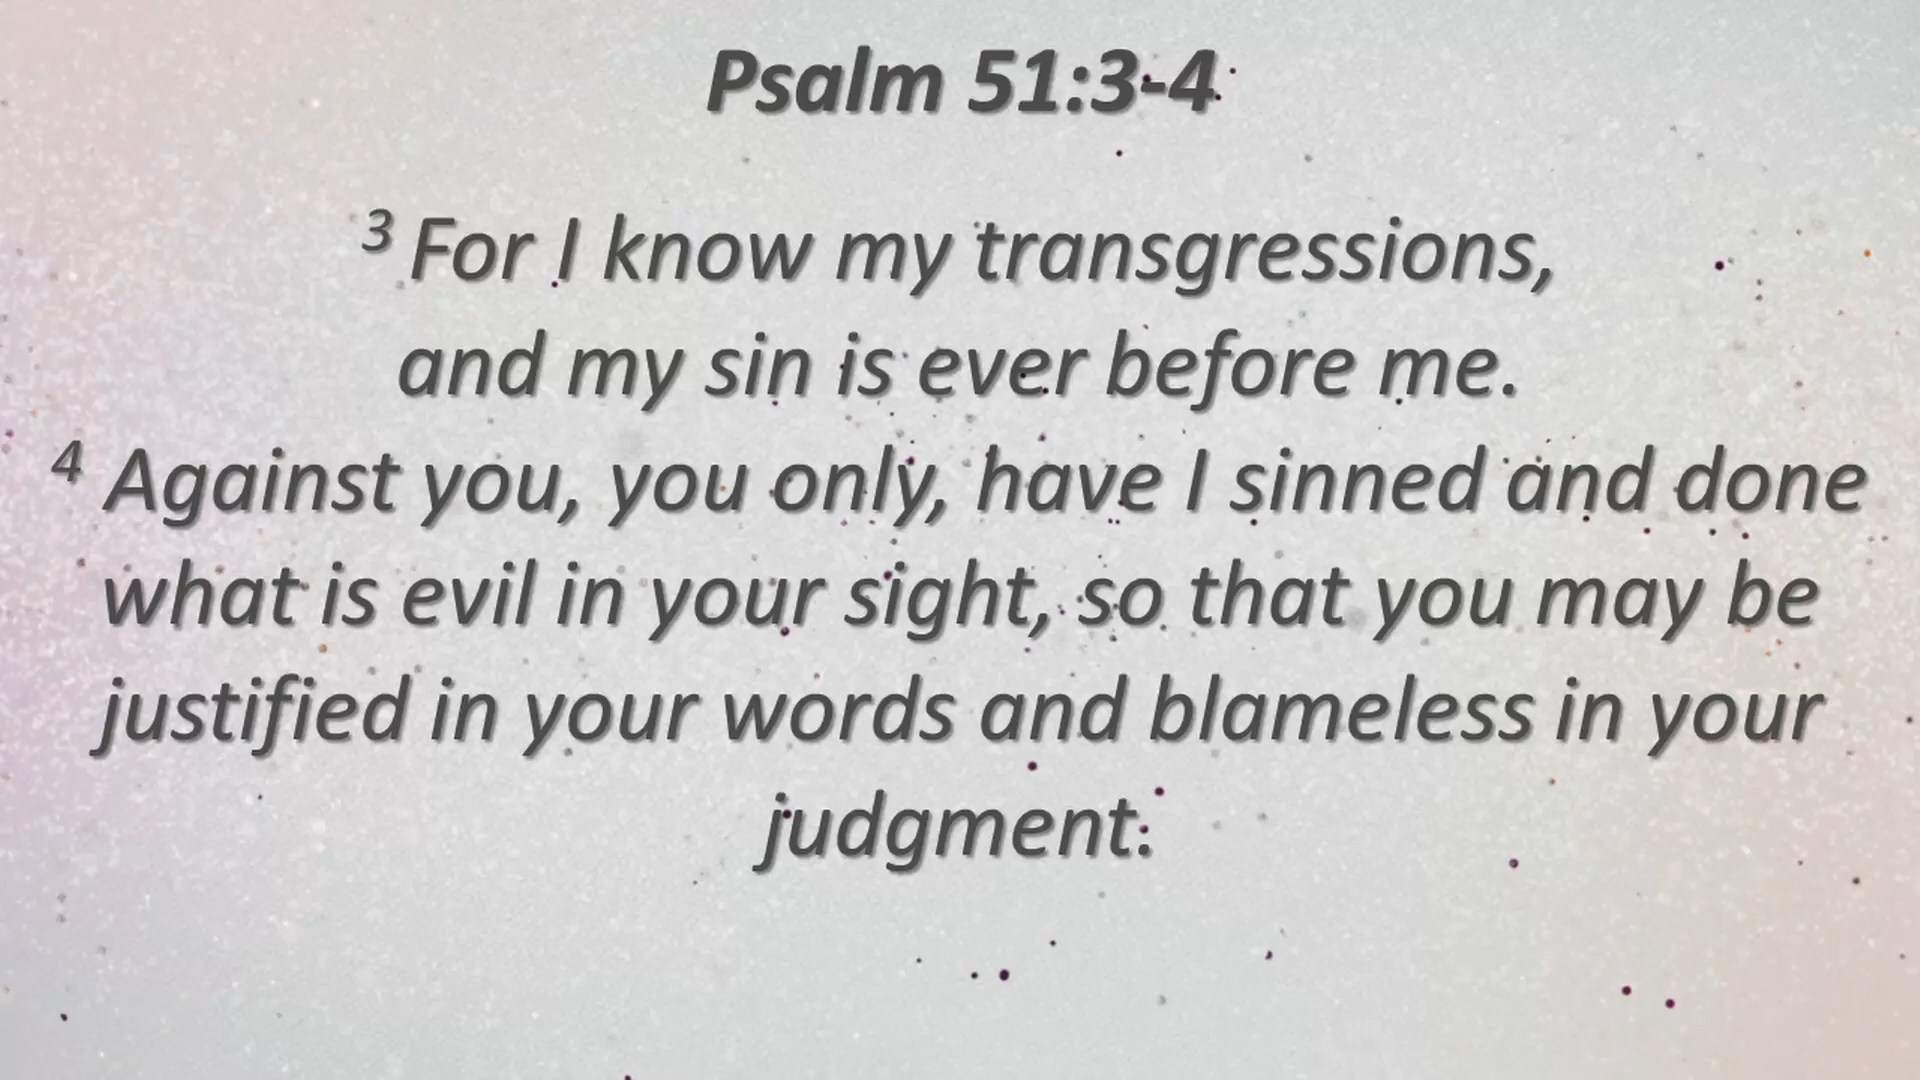 Psalm 51:3-4
3 For I know my transgressions,
and my sin is ever before me.
4 Against you, you only, have I sinned and done
what is evil in your sight, so that you may be
justified in your words and blameless in your
judgment.